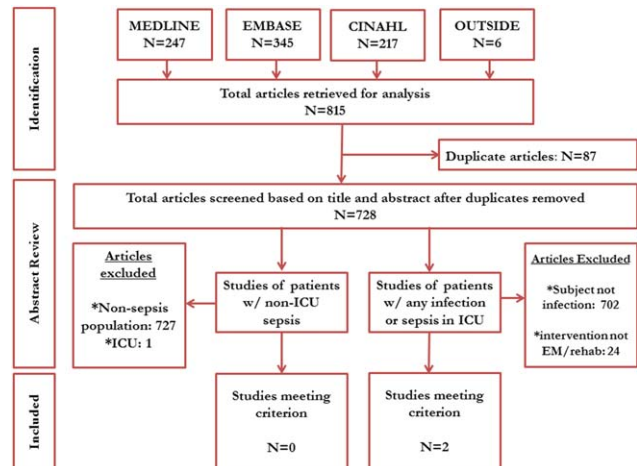 Identification
MEDLINE
N=247
EMBASE
N=345
CINAHL
N=217
OUTSIDE
N=6
Total articles retrieved for analysis
N=815
Duplicate articles: N=87
Abstract Review
Total articles screened based on title and abstract after duplicates removed
N=728
Articles
excluded
*Non-sepsis
population: 727
*ICU: 1
Studies of patients
w/ non-ICU
sepsis
Studies of patients
w/ any infection
or sepsis in ICU
Articles Excluded
*Subject not
infection: 702
*intervention not
EM/rehab: 24
Included
Studies meeting
criterion
N=0
Studies meeting
criterion
N=2